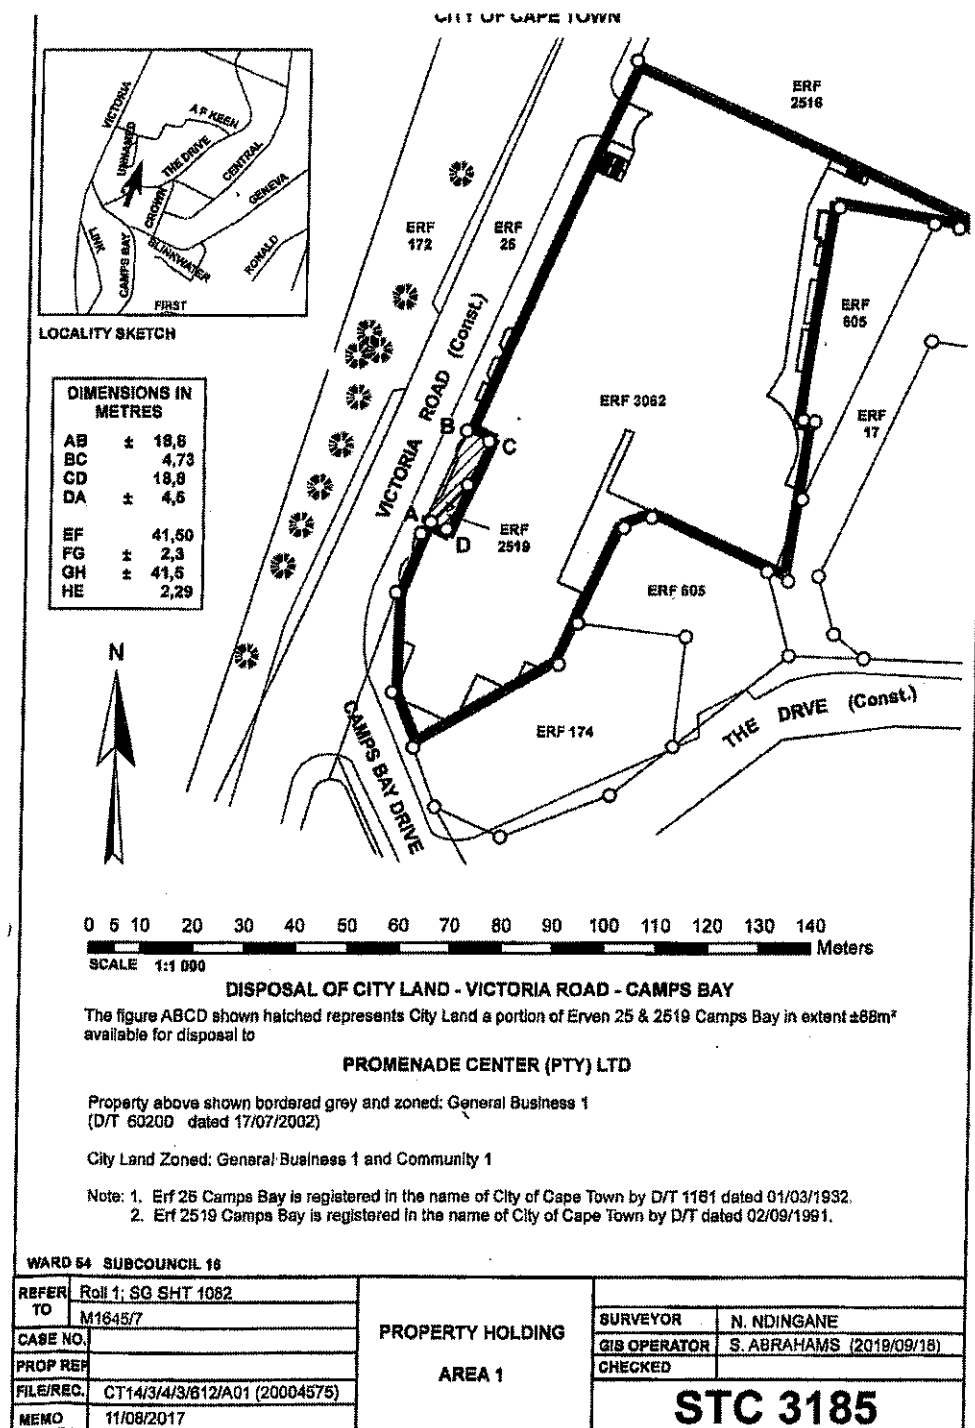 CITY OF CAPE TOWN
VICTORIA
UNNAMED
A F KEEN
THE DRIVE
CENTRAL
GENEVA
CROWN
LINK
CAMPS BAY
BLINKWATER
RONALD
FIRST
LOCALITY SKETCH
ERF
2516
ERF
172
ERF
25
ERF
605
ERF
17
ERF 3062
VICTORIA ROAD (Const.)
B
C
A
D
ERF
2519
ERF 605
ERF 174
CAMPS BAY DRIVE
THE DRVE (Const.)
DIMENSIONS IN
METRES
AB ± 18,8
BC 4,73
CD 18,8
DA ± 4,6
EF 41,50
FG ± 2,3
GH ± 41,5
HE 2,29
N
0 5 10 20 30 40 50 60 70 80 90 100 110 120 130 140
Meters
SCALE 1:1 000
DISPOSAL OF CITY LAND - VICTORIA ROAD - CAMPS BAY
The figure ABCD shown hatched represents City Land a portion of Erven 25 & 2519 Camps Bay in extent ±88m²
available for disposal to
PROMENADE CENTER (PTY) LTD
Property above shown bordered grey and zoned: General Business 1
(D/T 60200 dated 17/07/2002)
City Land Zoned: General Business 1 and Community 1
Note: 1. Erf 25 Camps Bay is registered in the name of City of Cape Town by D/T 1161 dated 01/03/1932.
2. Erf 2519 Camps Bay is registered in the name of City of Cape Town by D/T dated 02/09/1991.
WARD 54 SUBCOUNCIL 16
REFER TO
Roll 1; SG SHT 1082
M1645/7
CASE NO.
PROP REF
FILE/REC. CT14/3/4/3/612/A01 (20004575)
MEMO 11/08/2017
PROPERTY HOLDING
AREA 1
SURVEYOR N. NDINGANE
GIS OPERATOR S. ABRAHAMS (2019/09/18)
CHECKED
STC 3185